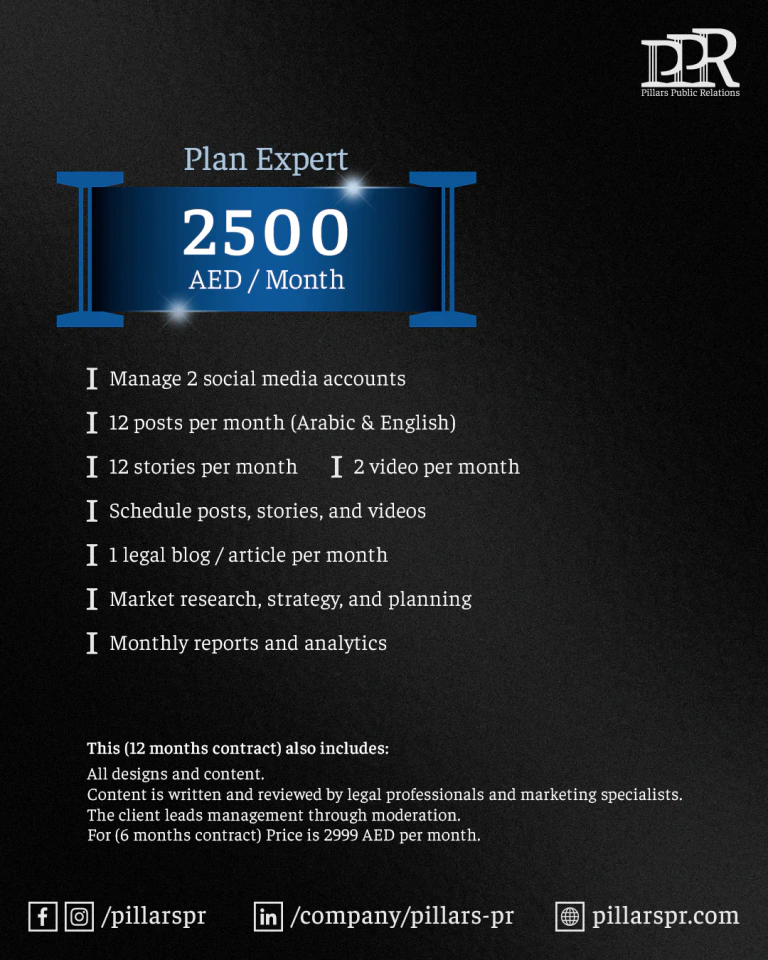 PPR
Pillars Public Relations
Plan Expert
2500
AED / Month
Manage 2 social media accounts
12 posts per month (Arabic & English)
12 stories per month 2 video per month
Schedule posts, stories, and videos
1 legal blog / article per month
Market research, strategy, and planning
Monthly reports and analytics
This (12 months contract) also includes:
All designs and content.
Content is written and reviewed by legal professionals and marketing specialists.
The client leads management through moderation.
For (6 months contract) Price is 2999 AED per month.
/pillarspr /company/pillars-pr pillarspr.com